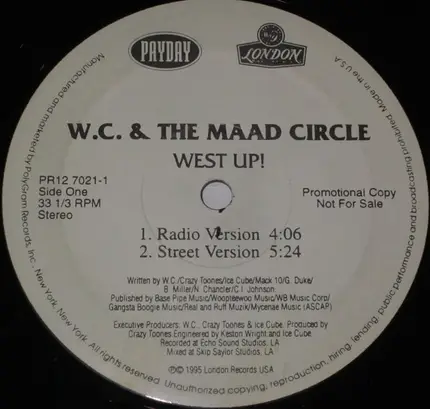 PAYDAY
LONDON
W.C. & THE MAAD CIRCLE
WEST UP!
PR12 7021-1
Side One
33 1/3 RPM
Stereo
Promotional Copy
Not For Sale
1. Radio Version 4:06
2. Street Version 5:24
Written by W.C./Crazy Toones/Ice Cube/Mack 10/G. Duke/
B. Miller/N. Chancler/C.I. Johnson
Published by Base Pipe Music/Woopteewoo Music/WB Music Corp/
Gangsta Boogie Music/Real and Ruff Muzik/Mycenae Music (ASCAP)
Executive Producers: W.C., Crazy Toones & Ice Cube. Produced by
Crazy Toones Engineered by Keston Wright and Ice Cube.
Recorded at Echo Sound Studios, LA
Mixed at Skip Saylor Studios, LA
℗© 1995 London Records USA
Manufactured and marketed by PolyGram Records, Inc., New York, New York. All rights reserved. Unauthorized copying, reproduction, hiring, lending, public performance and broadcasting prohibited. Made in the U.S.A